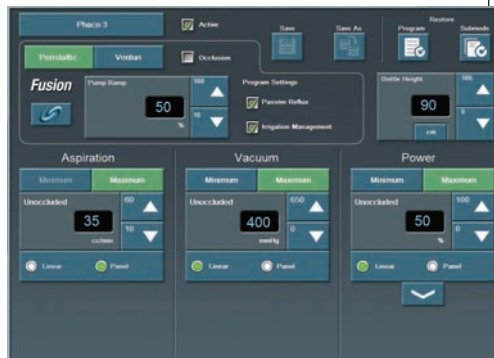 Phaco 3
Active
Save
Save As
Restore
Program
Submode
Peristaltic
Venturi
Occlusion
Fusion
Pump Ramp
100
50
10
%
Program Settings
Passive Reflux
Irrigation Management
Bottle Height
106
90
0
cm
Aspiration
Vacuum
Power
Minimum
Maximum
Minimum
Maximum
Minimum
Maximum
Unoccluded
60
35
10
cc/min
Unoccluded
650
400
0
mmHg
Unoccluded
100
50
0
%
Linear
Panel
Linear
Panel
Linear
Panel